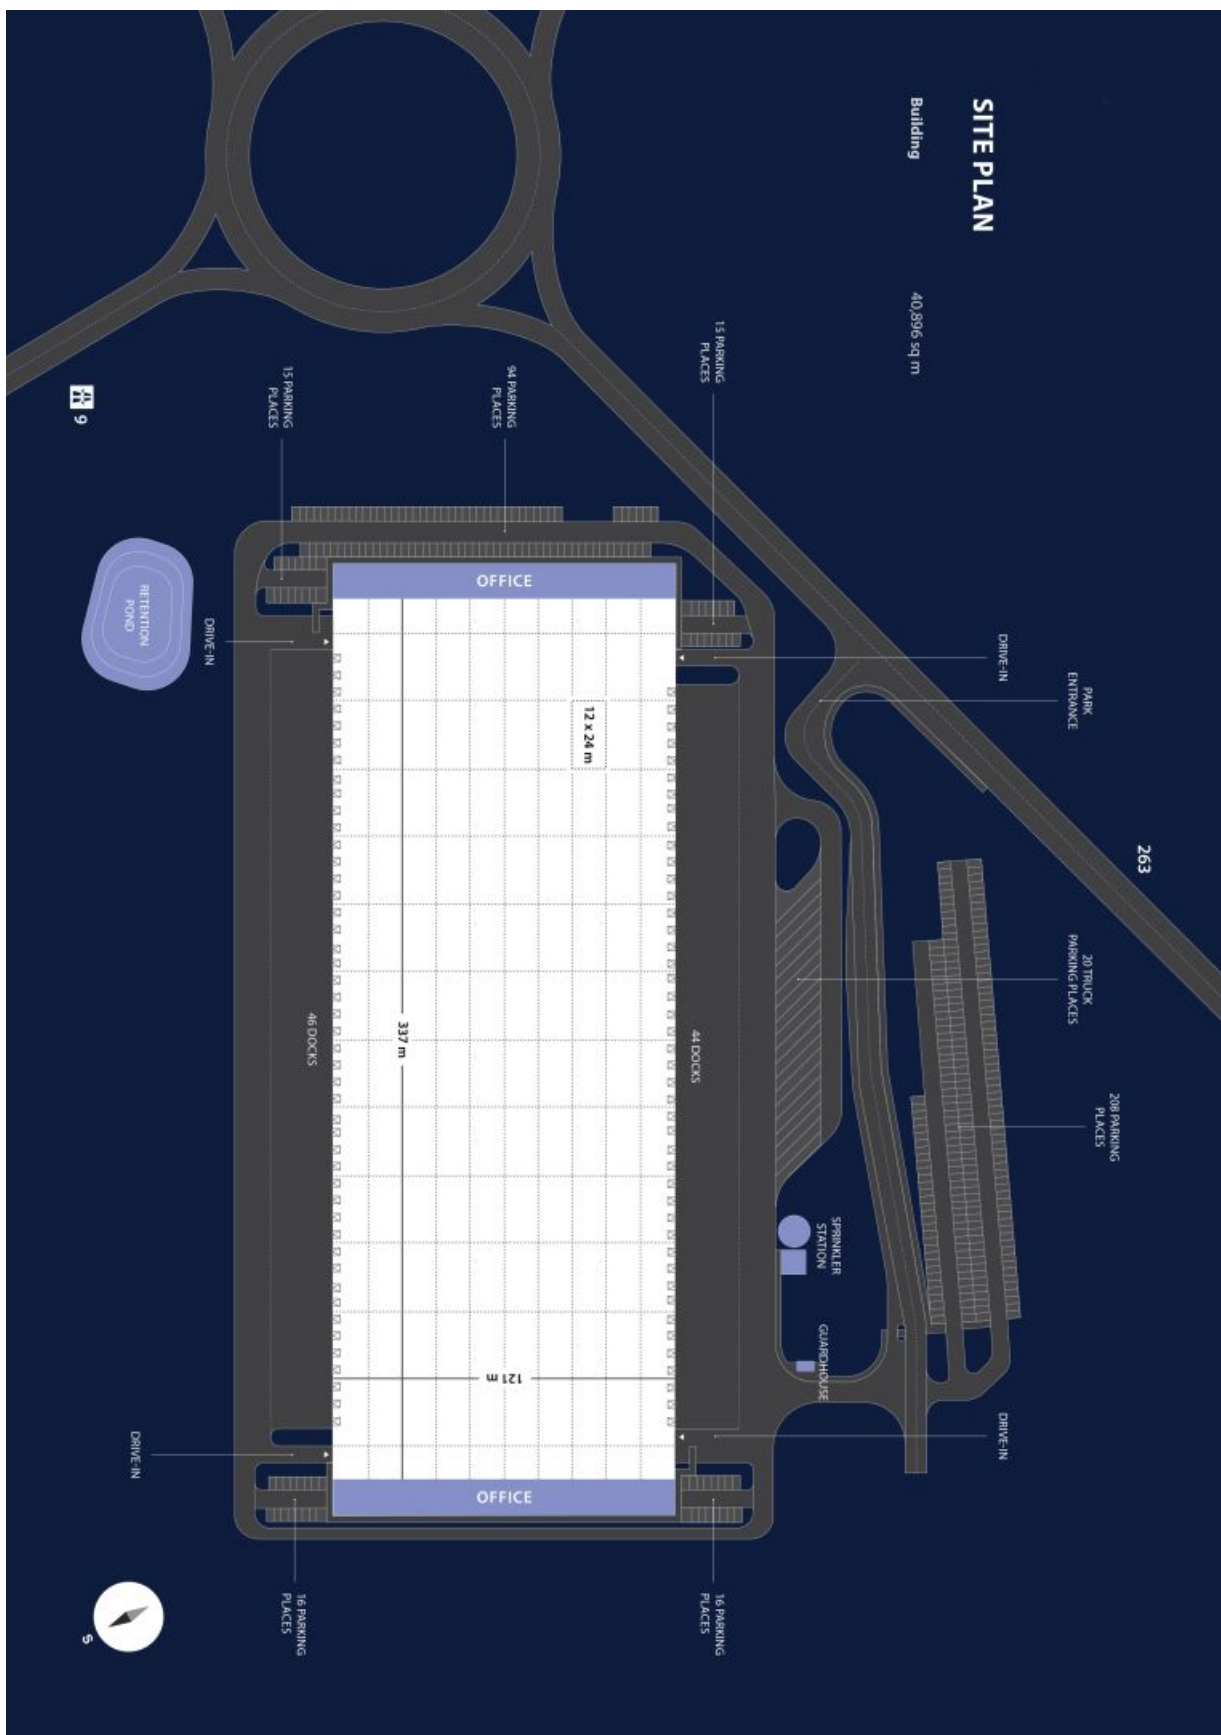 SITE PLAN
Building
40,896 sq m
15 PARKING
PLACES
94 PARKING
PLACES
15 PARKING
PLACES
9
OFFICE
RETENTION
POND
DRIVE-IN
DRIVE-IN
PARK
ENTRANCE
12 x 24 m
263
20 TRUCK
PARKING PLACES
337 m
46 DOCKS
44 DOCKS
208 PARKING
PLACES
SPRINKLER
STATION
GUARDHOUSE
121 m
DRIVE-IN
DRIVE-IN
OFFICE
16 PARKING
PLACES
16 PARKING
PLACES
S